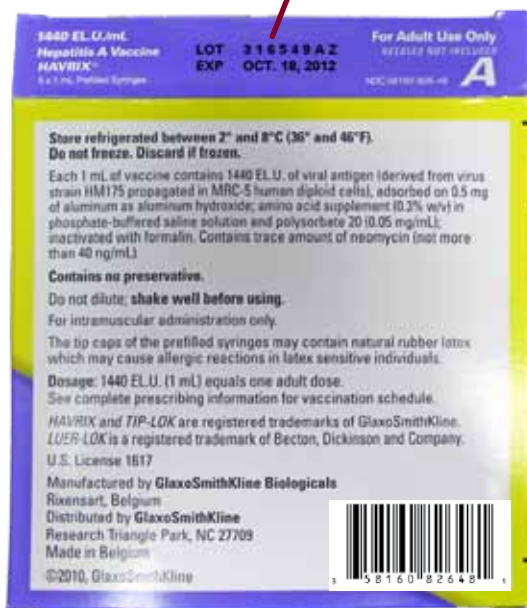 1440 EL.U./mL
Hepatitis A Vaccine
HAVRIX®
5 x 1 mL Prefilled Syringes
LOT 316549AZ
EXP OCT. 18, 2012
For Adult Use Only
NEEDLES NOT INCLUDED
A
Store refrigerated between 2° and 8°C (36° and 46°F).
Do not freeze. Discard if frozen.
Each 1 mL of vaccine contains 1440 EL.U. of viral antigen (derived from virus
strain HM175 propagated in MRC-5 human diploid cells), adsorbed on 0.5 mg
of aluminum as aluminum hydroxide; amino acid supplement (0.3% w/v) in
phosphate-buffered saline solution and polysorbate 20 (0.05 mg/mL);
inactivated with formalin. Contains trace amount of neomycin (not more
than 40 ng/mL)
Contains no preservative.
Do not dilute; shake well before using.
For intramuscular administration only.
The tip caps of the prefilled syringes may contain natural rubber latex
which may cause allergic reactions in latex sensitive individuals.
Dosage: 1440 EL.U. (1 mL) equals one adult dose.
See complete prescribing information for vaccination schedule.
HAVRIX and TIP-LOK are registered trademarks of GlaxoSmithKline.
LUER-LOK is a registered trademark of Becton, Dickinson and Company.
U.S. License 1617
Manufactured by GlaxoSmithKline Biologicals
Rixensart, Belgium
Distributed by GlaxoSmithKline
Research Triangle Park, NC 27709
Made in Belgium
©2010, GlaxoSmithKline
3 58160 82648 1